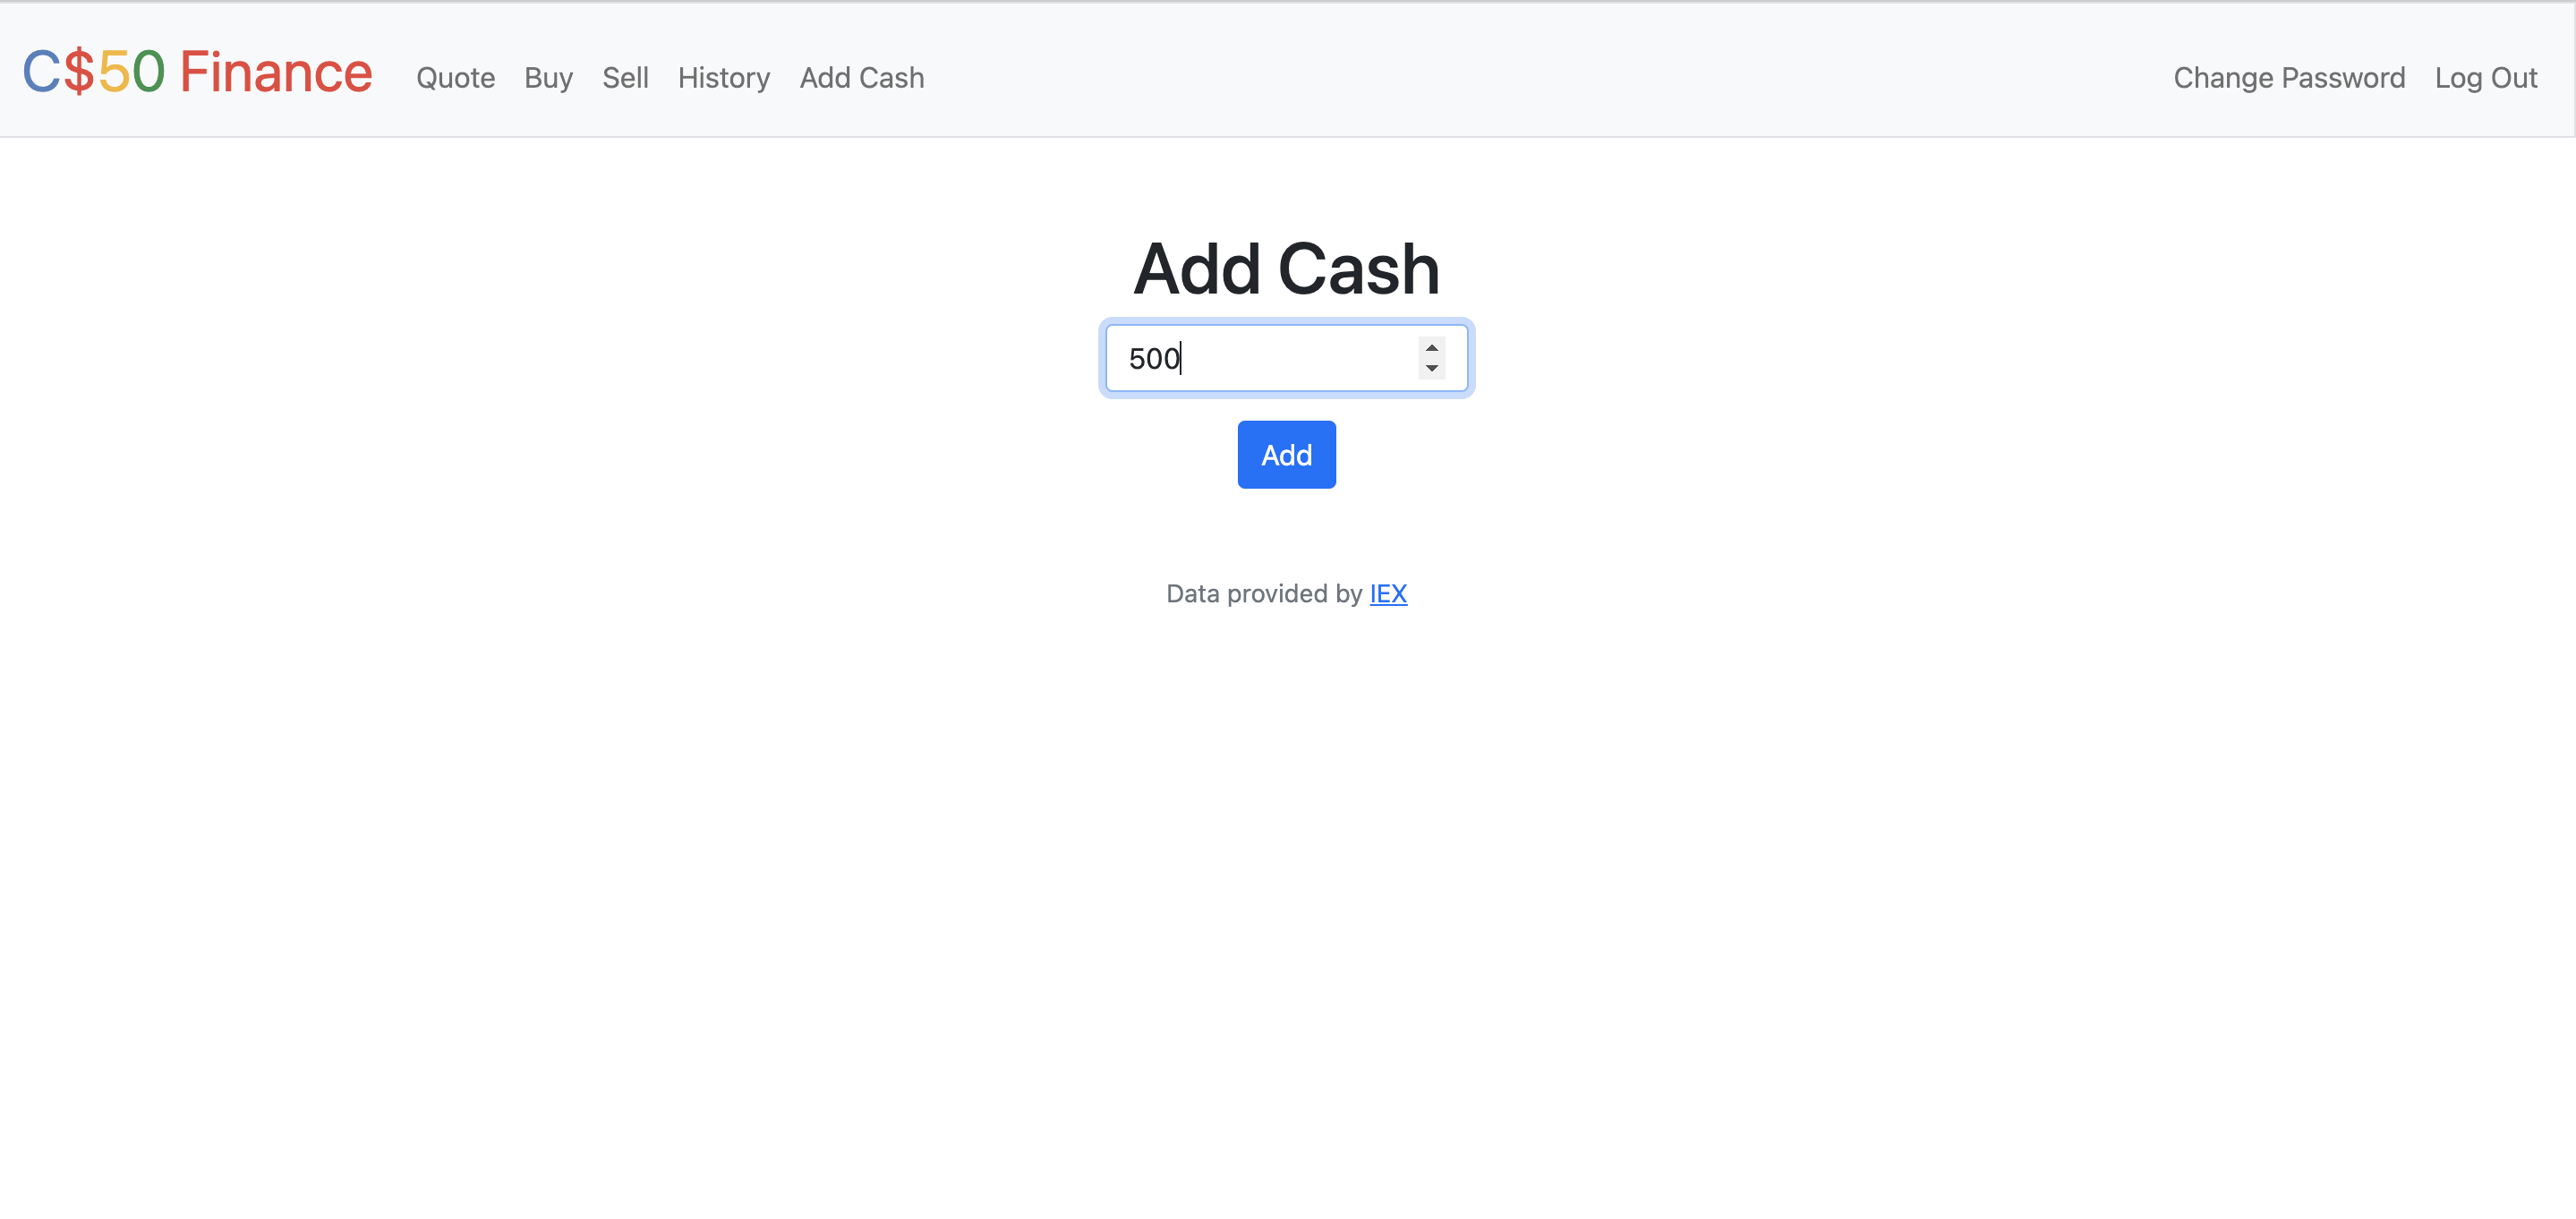 C$50 Finance Quote Buy Sell History Add Cash Change Password Log Out
Add Cash
500
Add
Data provided by IEX